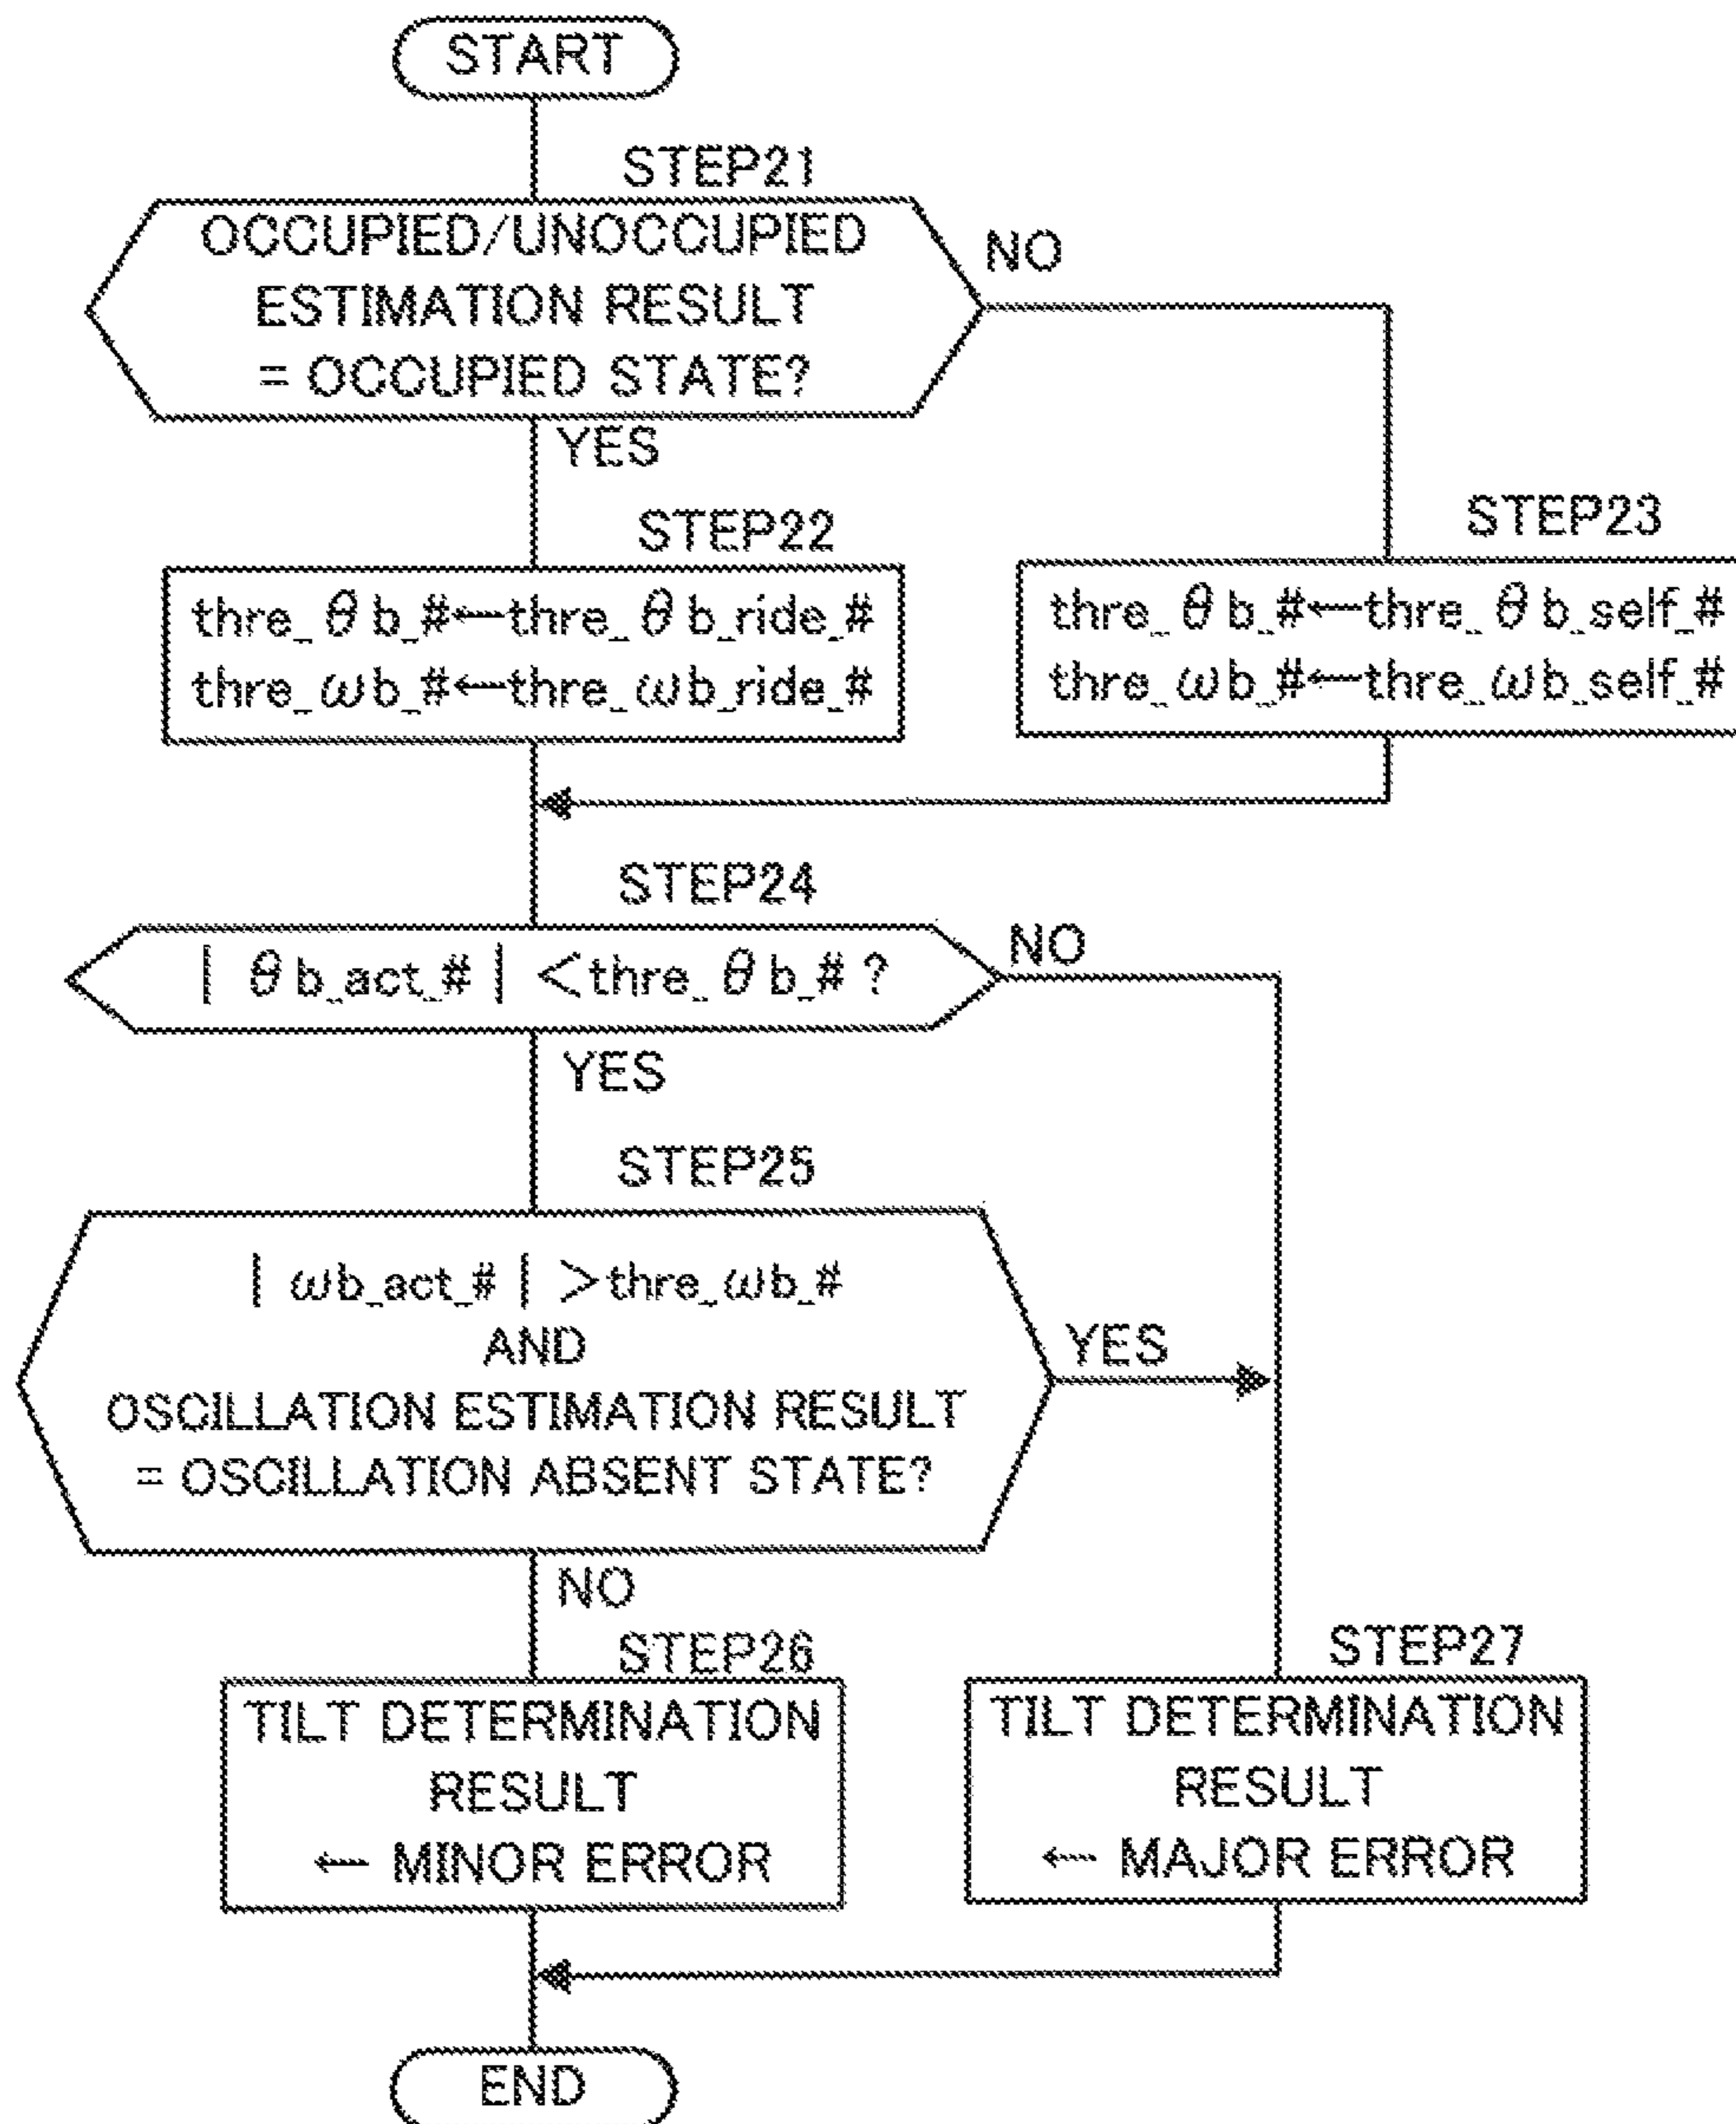 START
STEP21
OCCUPIED/UNOCCUPIED
ESTIMATION RESULT
= OCCUPIED STATE?
NO
YES
STEP22
thre_θb_#←thre_θb_ride_#
thre_ωb_#←thre_ωb_ride_#
STEP23
thre_θb_#←thre_θb_self_#
thre_ωb_#←thre_ωb_self_#
STEP24
| θb_act_# | <thre_θb_# ?
NO
YES
STEP25
| ωb_act_# | >thre_ωb_#
AND
OSCILLATION ESTIMATION RESULT
= OSCILLATION ABSENT STATE?
YES
NO
STEP26
TILT DETERMINATION
RESULT
← MINOR ERROR
STEP27
TILT DETERMINATION
RESULT
← MAJOR ERROR
END